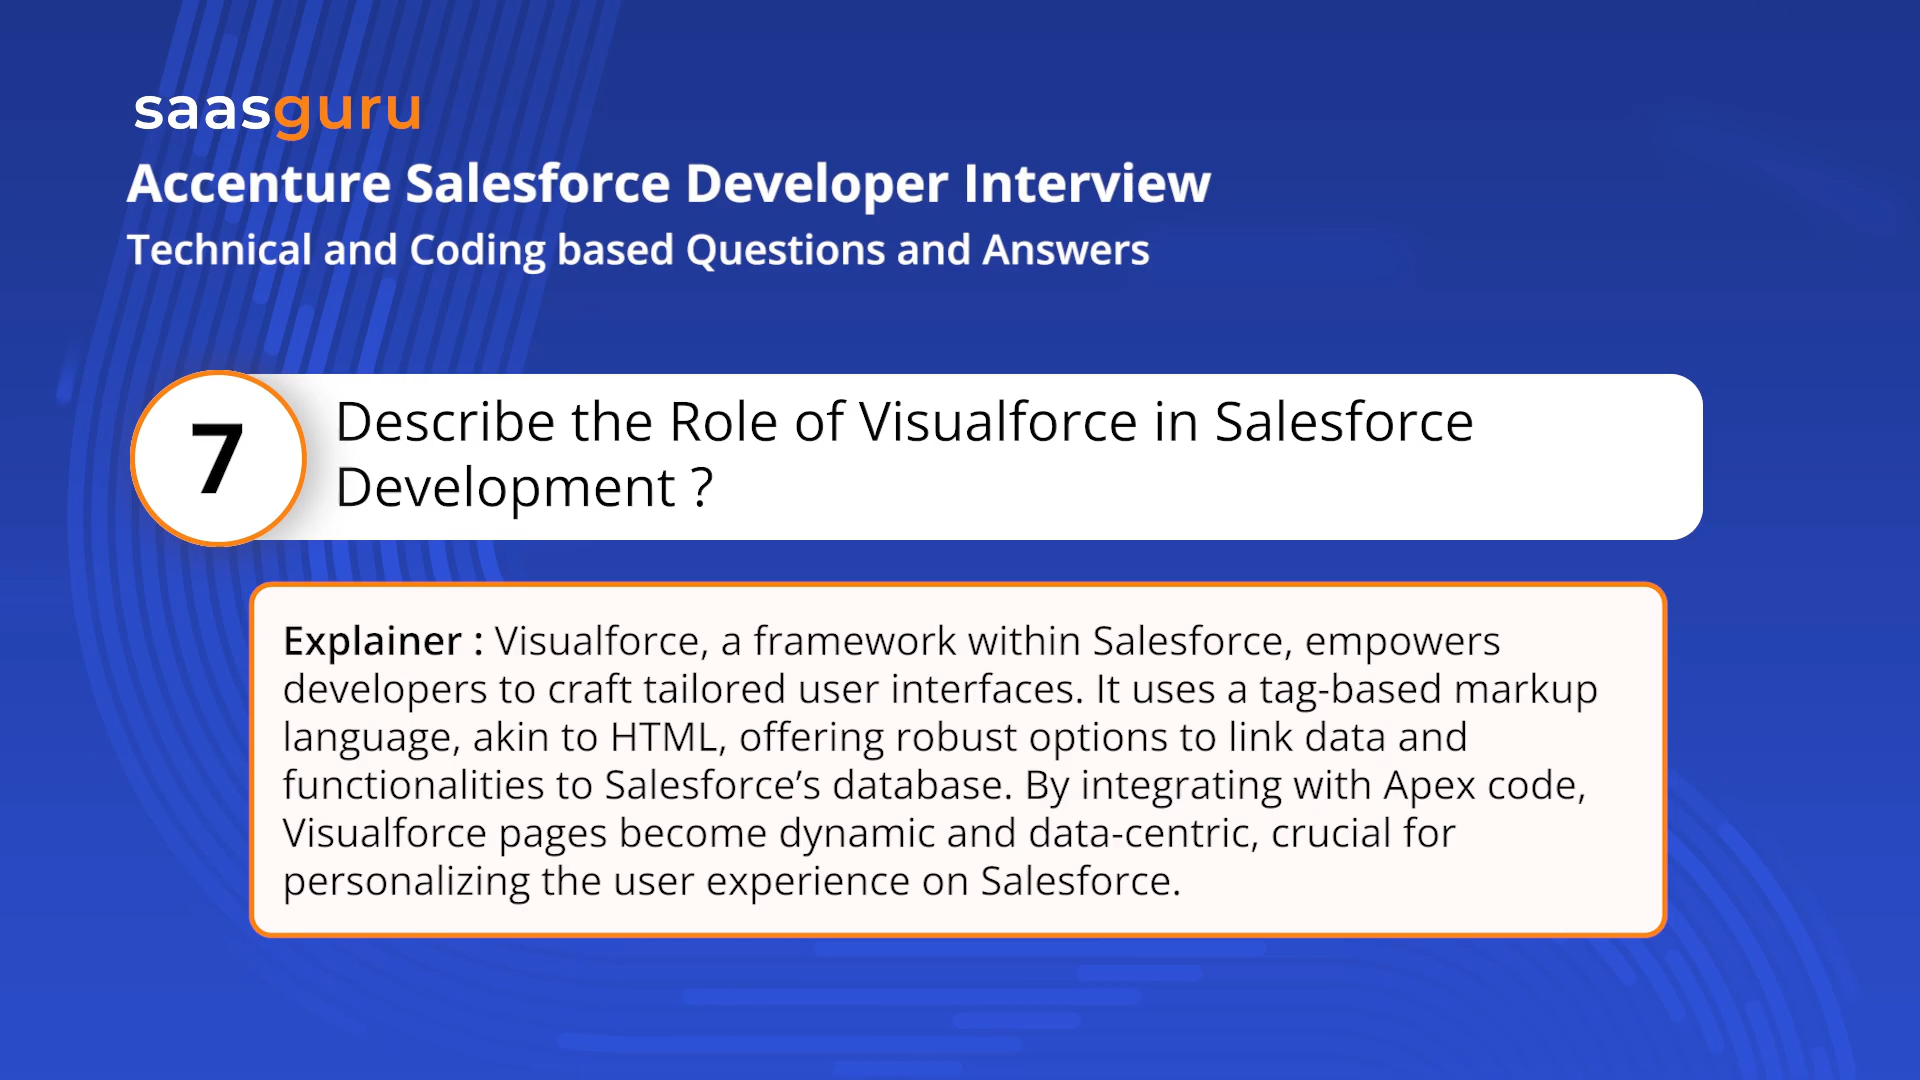 saasguru
Accenture Salesforce Developer Interview
Technical and Coding based Questions and Answers
7
Describe the Role of Visualforce in Salesforce
Development ?
Explainer : Visualforce, a framework within Salesforce, empowers
developers to craft tailored user interfaces. It uses a tag-based markup
language, akin to HTML, offering robust options to link data and
functionalities to Salesforce’s database. By integrating with Apex code,
Visualforce pages become dynamic and data-centric, crucial for
personalizing the user experience on Salesforce.